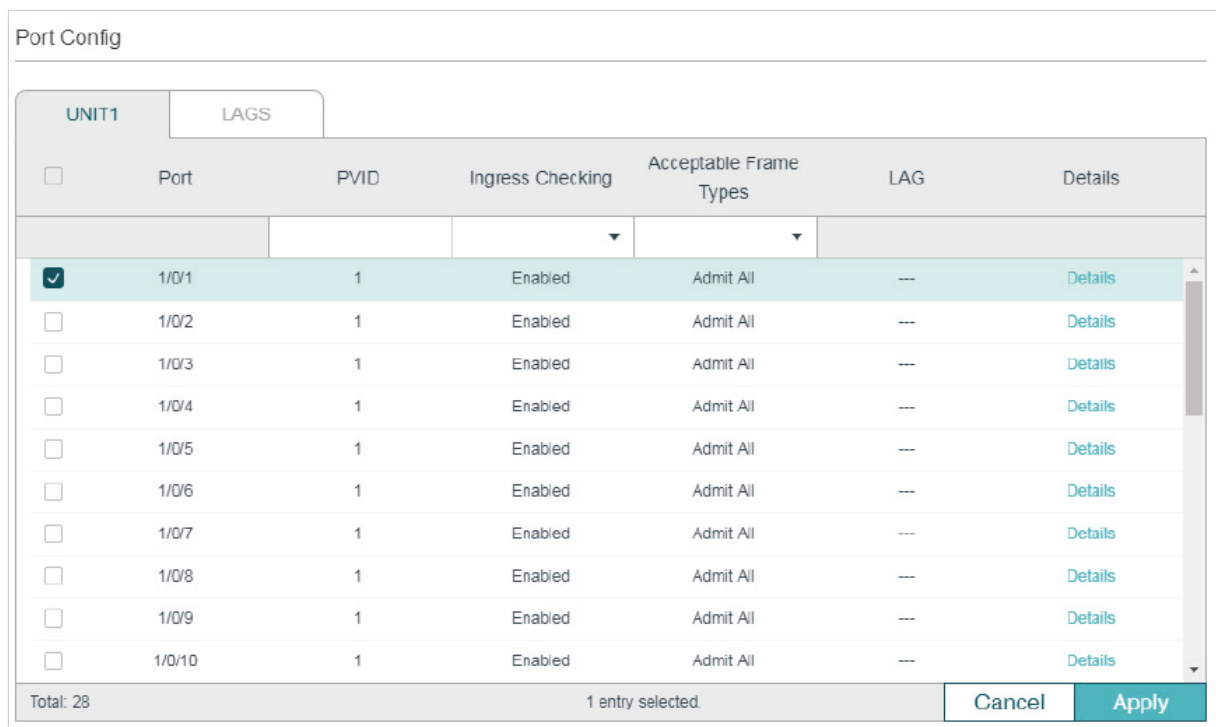 Port Config
UNIT1 LAGS
Port PVID Ingress Checking Acceptable Frame Types LAG Details
1/0/1 1 Enabled Admit All --- Details
1/0/2 1 Enabled Admit All --- Details
1/0/3 1 Enabled Admit All --- Details
1/0/4 1 Enabled Admit All --- Details
1/0/5 1 Enabled Admit All --- Details
1/0/6 1 Enabled Admit All --- Details
1/0/7 1 Enabled Admit All --- Details
1/0/8 1 Enabled Admit All --- Details
1/0/9 1 Enabled Admit All --- Details
1/0/10 1 Enabled Admit All --- Details
Total: 28 1 entry selected. Cancel Apply